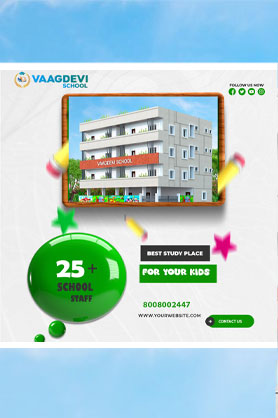 VAAGDEVI
SCHOOL
FOLLOW US NOW
VAAGDEVI SCHOOL
BEST STUDY PLACE
25+
SCHOOL
STAFF
FOR YOUR KIDS
8008002447
WWW.YOURWEBSITE.COM
CONTACT US